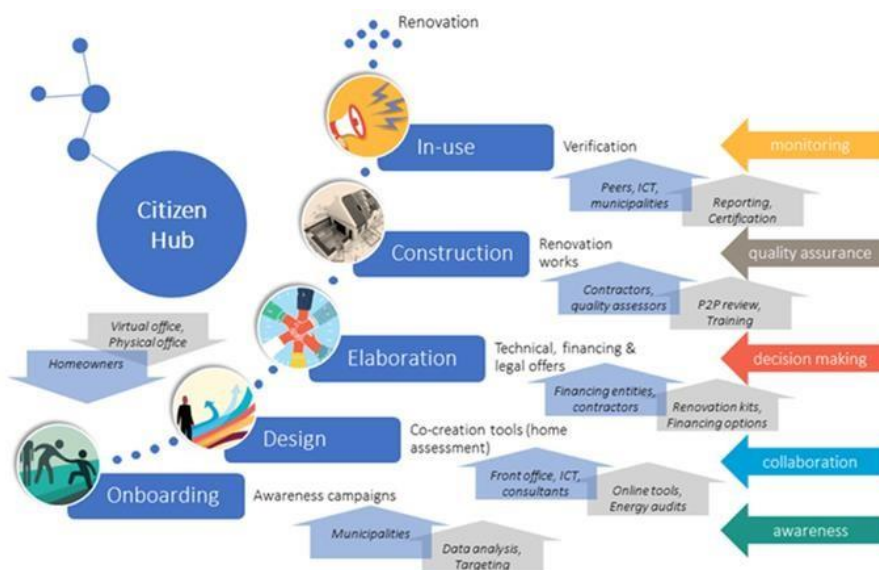 Renovation
In-use
Verification
monitoring
Peers, ICT,
municipalities
Reporting,
Certification
Citizen
Hub
Construction
Renovation
works
quality assurance
Contractors,
quality assessors
P2P review,
Training
Virtual office,
Physical office
Homeowners
Elaboration
Technical, financing &
legal offers
decision making
Financing entities,
contractors
Renovation kits,
Financing options
Design
Co-creation tools (home
assessment)
collaboration
Front office, ICT,
consultants
Online tools,
Energy audits
Onboarding
Awareness campaigns
awareness
Municipalities
Data analysis,
Targeting